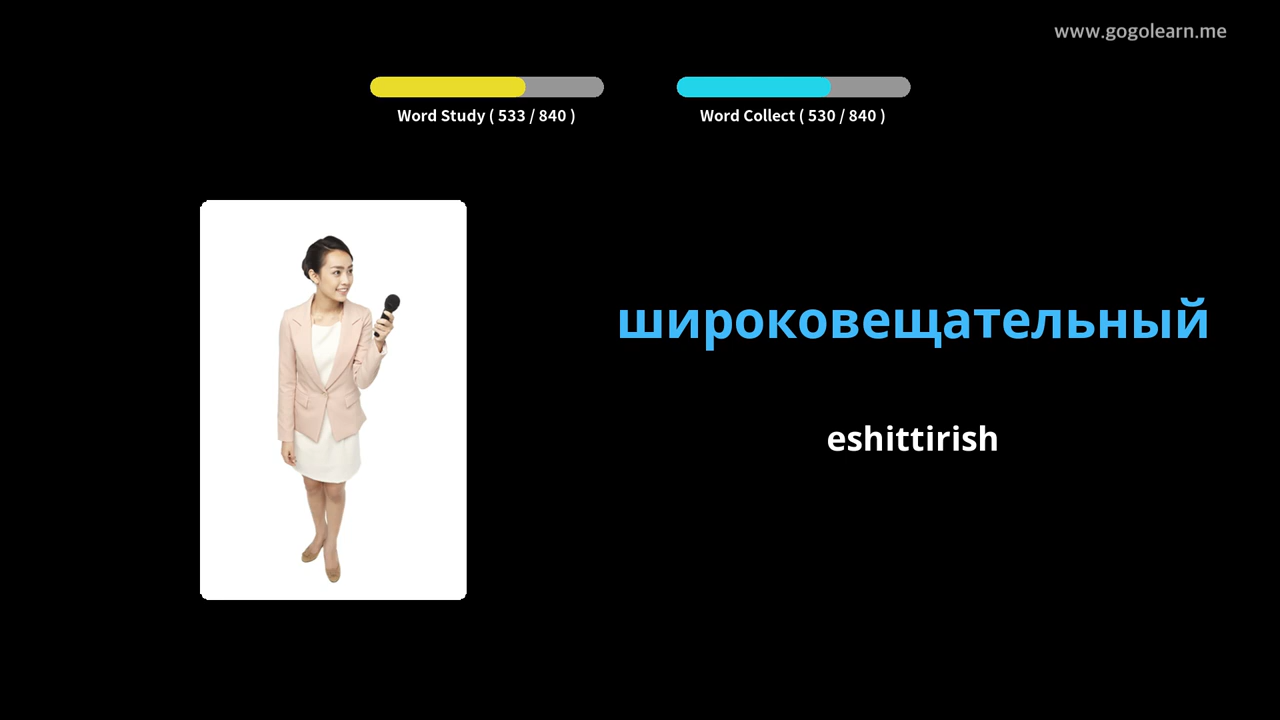 www.gogolearn.me
Word Study ( 533 / 840 )
Word Collect ( 530 / 840 )
широковещательный
eshittirish